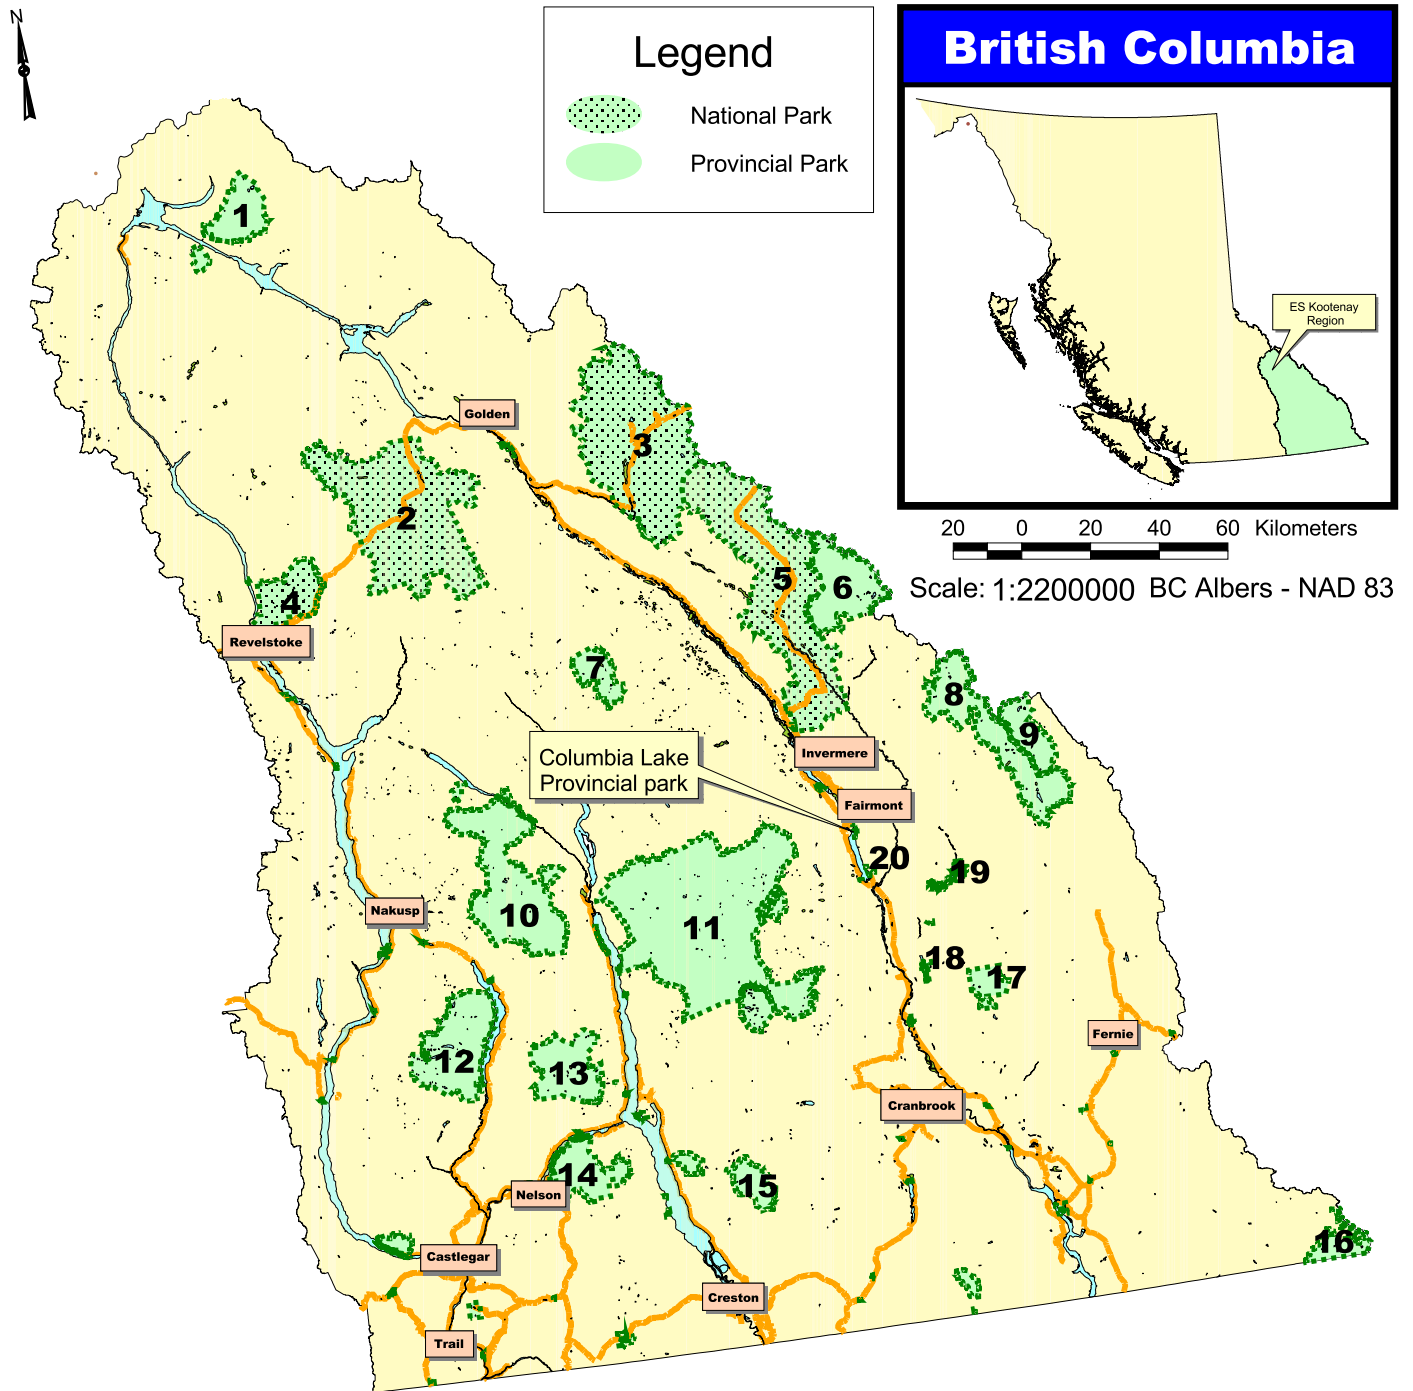 N
Legend
National Park
Provincial Park
British Columbia
ES Kootenay
Region
20 0 20 40 60 Kilometers
Scale: 1:2200000 BC Albers - NAD 83
1
Golden
3
2
5
6
4
Revelstoke
7
8
9
Columbia Lake
Provincial park
Invermere
Fairmont
20
19
Nakusp
10
11
18
17
12
13
Fernie
Cranbrook
14
Nelson
15
16
Castlegar
Creston
Trail